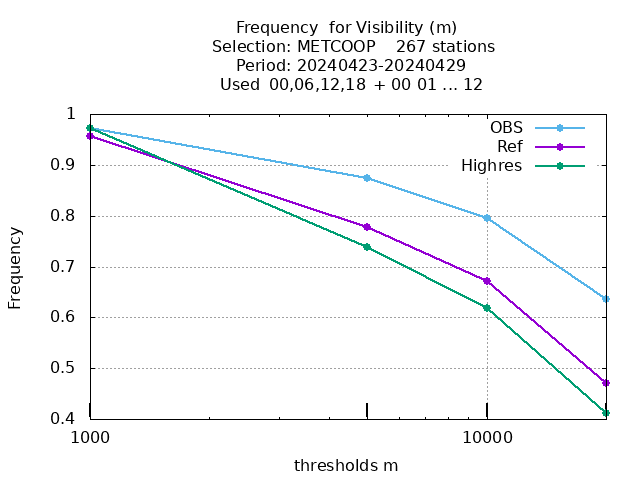 Frequency  for Visibility (m)
Selection: METCOOP    267 stations
Period: 20240423-20240429
Used  00,06,12,18  + 00 01 ... 12
1
0.9
0.8
0.7
0.6
0.5
0.4
Frequency
OBS
Ref
Highres
1000
10000
thresholds m